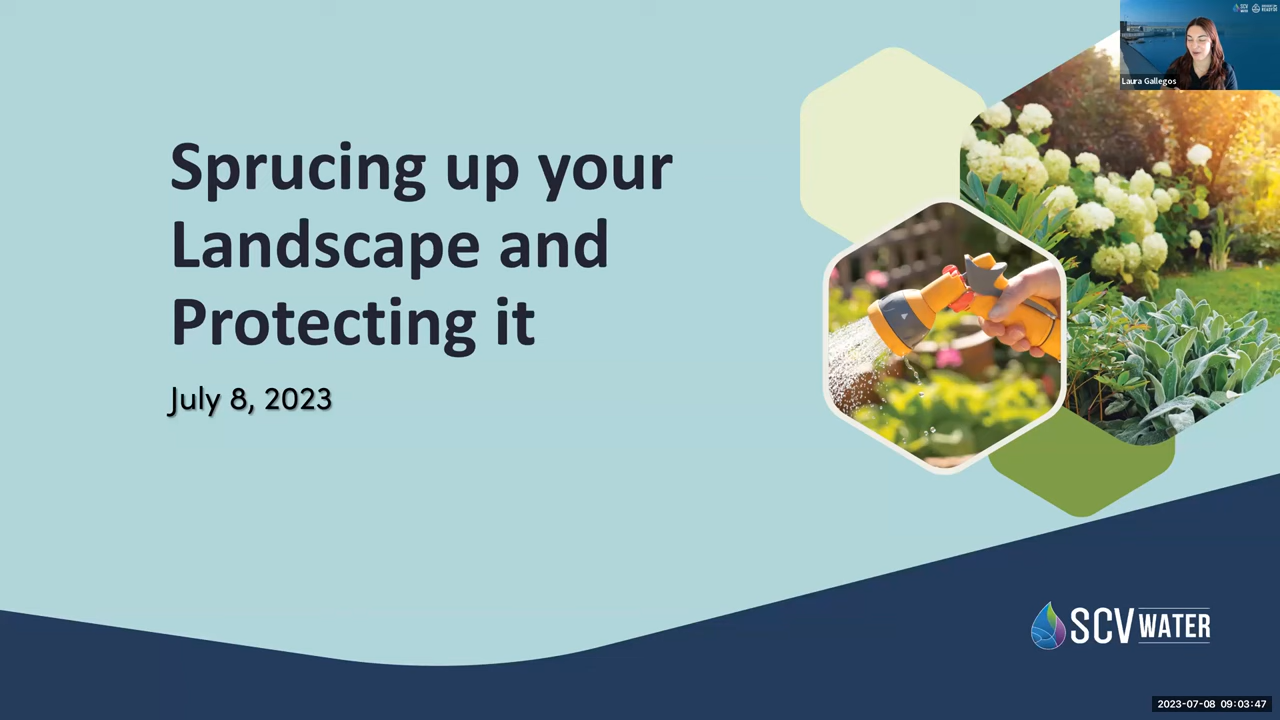 Laura Gallegos
Sprucing up your
Landscape and
Protecting it
July 8, 2023
SCV WATER
2023-07-08 09:03:47